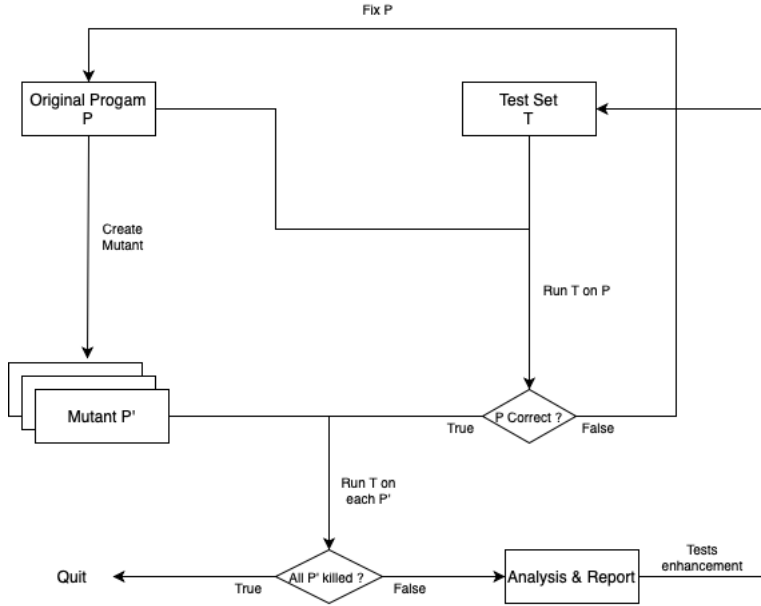 Fix P
Original Progam
P
Test Set
T
Create
Mutant
Run T on P
Mutant P'
P Correct ?
True
False
Run T on
each P'
Quit
True
All P' killed ?
False
Analysis & Report
Tests
enhancement